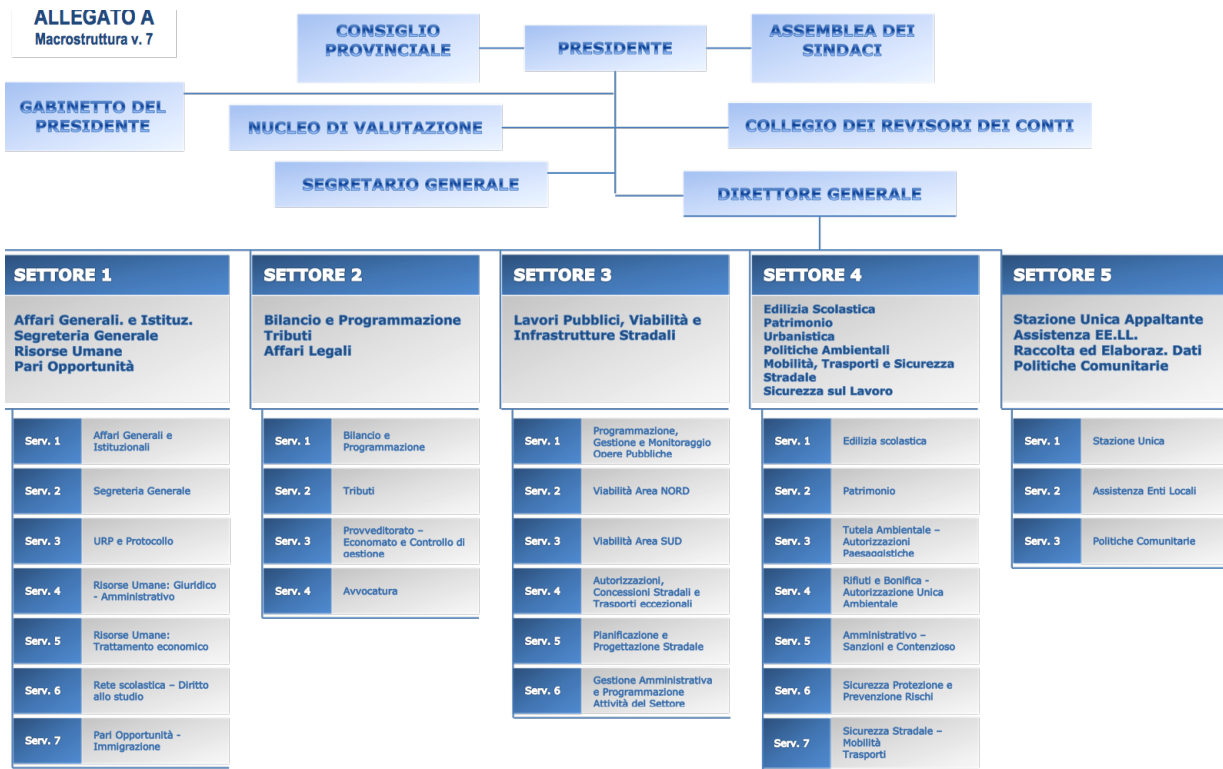 ALLEGATO A
Macrostruttura v. 7
CONSIGLIO
PROVINCIALE
PRESIDENTE
ASSEMBLEA DEI
SINDACI
GABINETTO DEL
PRESIDENTE
NUCLEO DI VALUTAZIONE
COLLEGIO DEI REVISORI DEI CONTI
SEGRETARIO GENERALE
DIRETTORE GENERALE
SETTORE 1
Affari Generali. e Istituz.
Segreteria Generale
Risorse Umane
Pari Opportunità
Serv. 1
Affari Generali e
Istituzionali
Serv. 2
Segreteria Generale
Serv. 3
URP e Protocollo
Serv. 4
Risorse Umane: Giuridico
- Amministrativo
Serv. 5
Risorse Umane:
Trattamento economico
Serv. 6
Rete scolastica – Diritto
allo studio
Serv. 7
Pari Opportunità -
Immigrazione
SETTORE 2
Bilancio e Programmazione
Tributi
Affari Legali
Serv. 1
Bilancio e
Programmazione
Serv. 2
Tributi
Serv. 3
Provveditorato –
Economato e Controllo di
gestione
Serv. 4
Avvocatura
SETTORE 3
Lavori Pubblici, Viabilità e
Infrastrutture Stradali
Serv. 1
Programmazione,
Gestione e Monitoraggio
Opere Pubbliche
Serv. 2
Viabilità Area NORD
Serv. 3
Viabilità Area SUD
Serv. 4
Autorizzazioni,
Concessioni Stradali e
Trasporti eccezionali
Serv. 5
Pianificazione e
Progettazione Stradale
Serv. 6
Gestione Amministrativa
e Programmazione
Attività del Settore
SETTORE 4
Edilizia Scolastica
Patrimonio
Urbanistica
Politiche Ambientali
Mobilità, Trasporti e Sicurezza
Stradale
Sicurezza sul Lavoro
Serv. 1
Edilizia scolastica
Serv. 2
Patrimonio
Serv. 3
Tutela Ambientale –
Autorizzazioni
Paesaggistiche
Serv. 4
Rifiuti e Bonifica -
Autorizzazione Unica
Ambientale
Serv. 5
Amministrativo –
Sanzioni e Contenzioso
Serv. 6
Sicurezza Protezione e
Prevenzione Rischi
Serv. 7
Sicurezza Stradale –
Mobilità
Trasporti
SETTORE 5
Stazione Unica Appaltante
Assistenza EE.LL.
Raccolta ed Elaboraz. Dati
Politiche Comunitarie
Serv. 1
Stazione Unica
Serv. 2
Assistenza Enti Locali
Serv. 3
Politiche Comunitarie